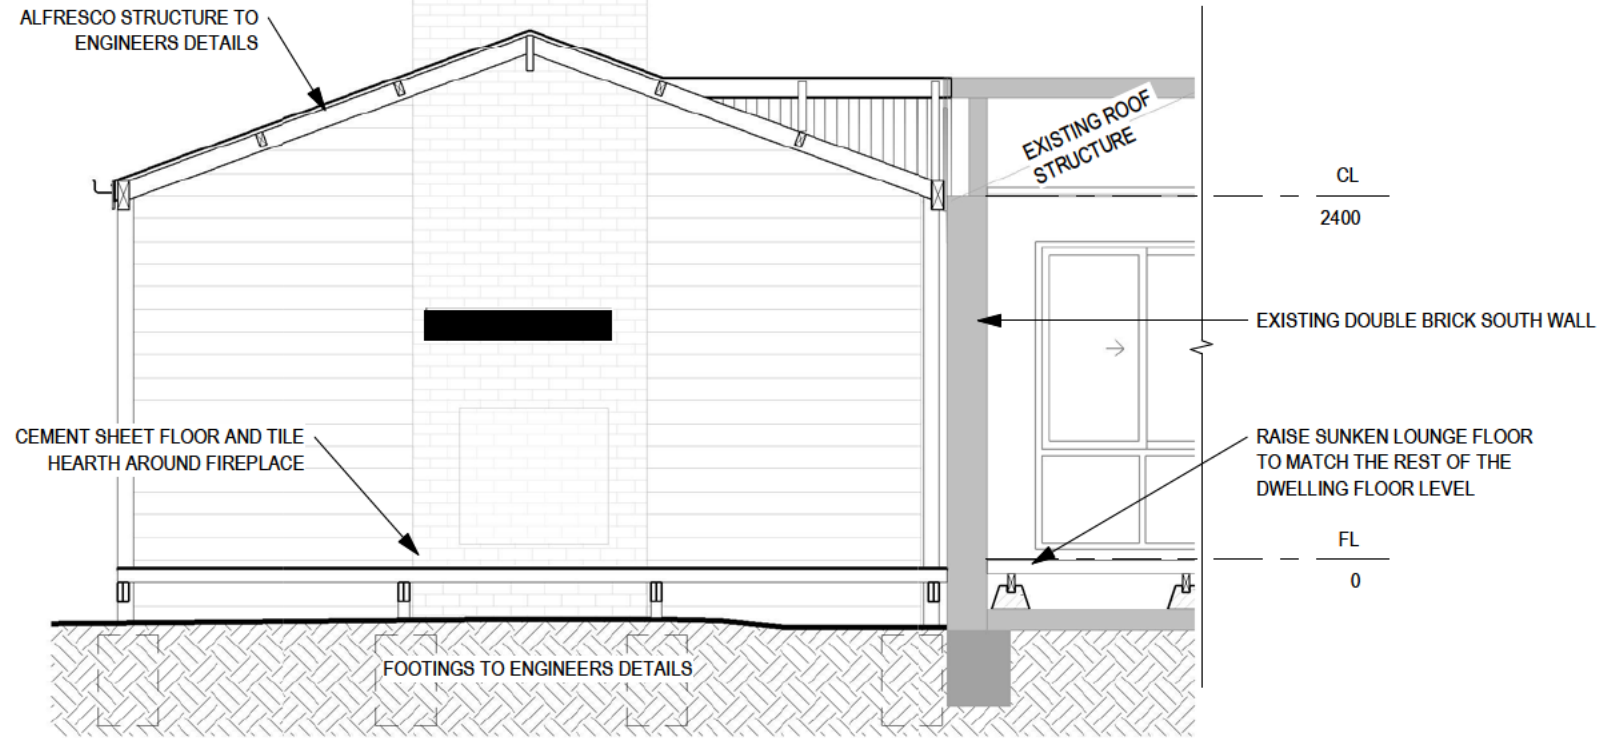 ALFRESCO STRUCTURE TO
ENGINEERS DETAILS
EXISTING ROOF
STRUCTURE
CL
2400
EXISTING DOUBLE BRICK SOUTH WALL
CEMENT SHEET FLOOR AND TILE
HEARTH AROUND FIREPLACE
RAISE SUNKEN LOUNGE FLOOR
TO MATCH THE REST OF THE
DWELLING FLOOR LEVEL
FL
0
FOOTINGS TO ENGINEERS DETAILS